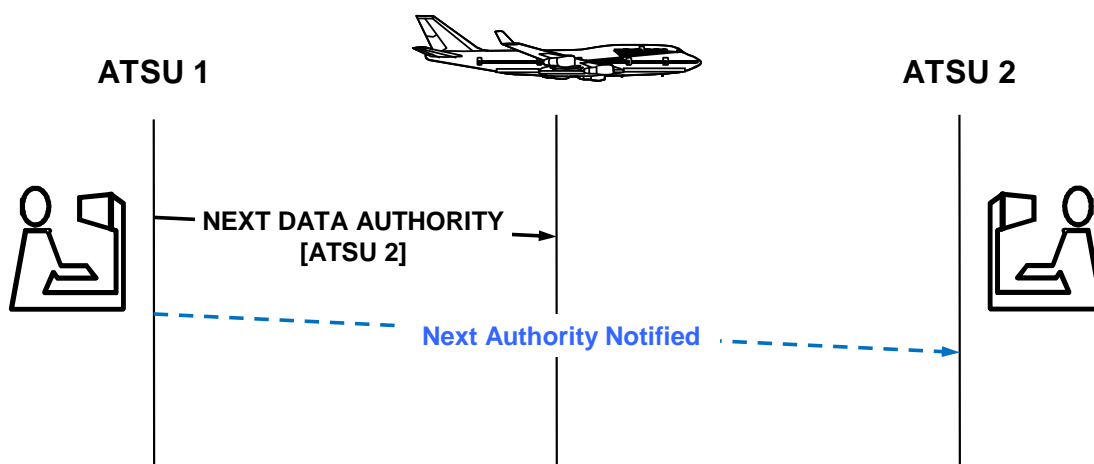 ATSU 1
ATSU 2
NEXT DATA AUTHORITY
[ATSU 2]
Next Authority Notified